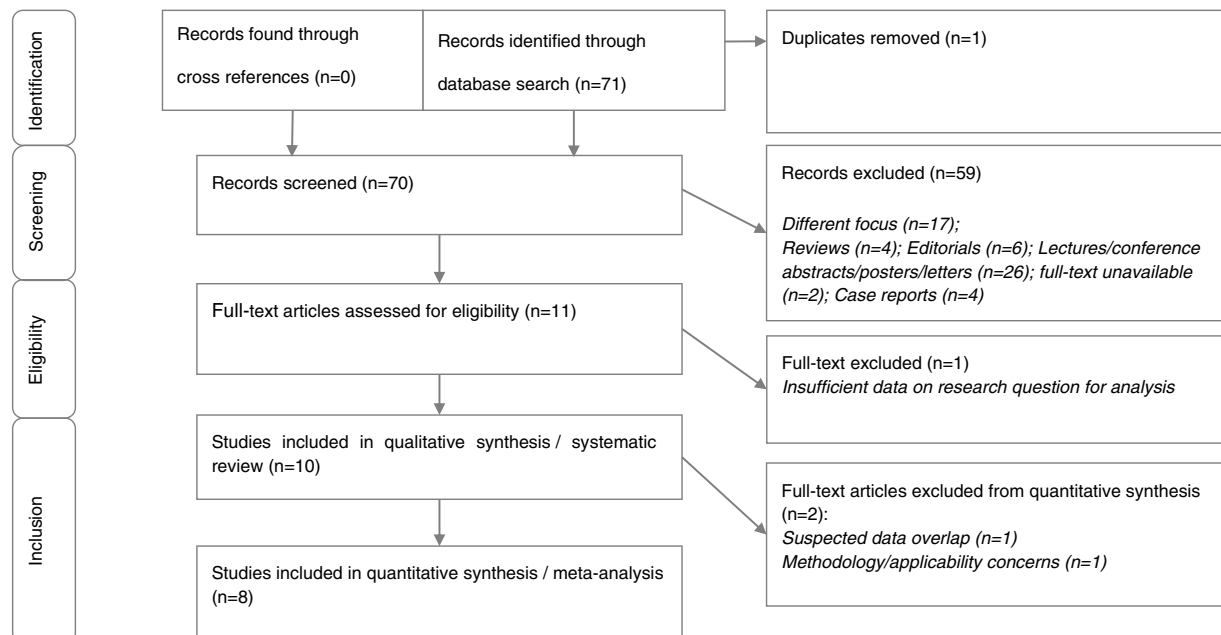 Identification
Records found through
cross references (n=0)
Records identified through
database search (n=71)
Duplicates removed (n=1)
Screening
Records screened (n=70)
Records excluded (n=59)
Different focus (n=17);
Reviews (n=4); Editorials (n=6); Lectures/conference
abstracts/posters/letters (n=26); full-text unavailable
(n=2); Case reports (n=4)
Eligibility
Full-text articles assessed for eligibility (n=11)
Full-text excluded (n=1)
Insufficient data on research question for analysis
Inclusion
Studies included in qualitative synthesis / systematic
review (n=10)
Full-text articles excluded from quantitative synthesis
(n=2):
Suspected data overlap (n=1)
Methodology/applicability concerns (n=1)
Studies included in quantitative synthesis / meta-analysis
(n=8)